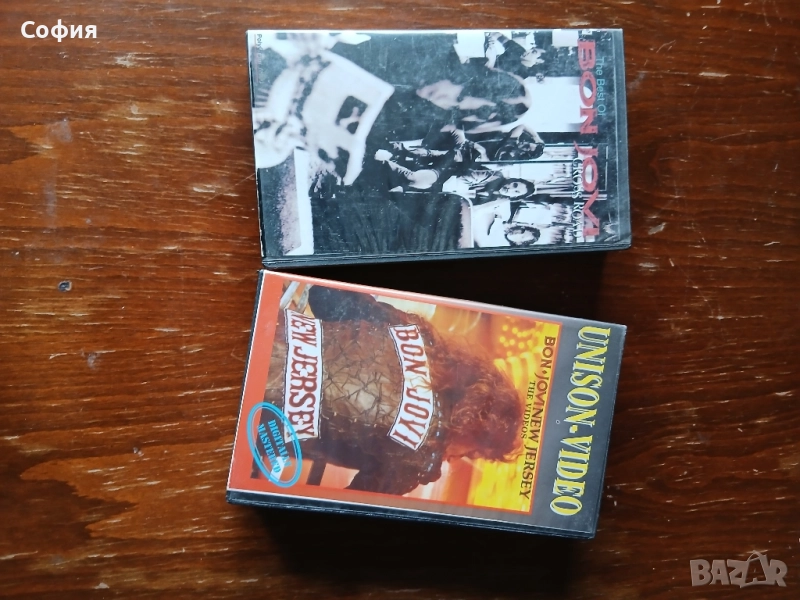 София
The Best Of
BON JOVI
CROSS ROAD
UNISON-VIDEO
BON·JOVI NEW JERSEY
THE VIDEOS
BON JOVI
NEW JERSEY
DIGITALLY
MASTERED
BAZAR